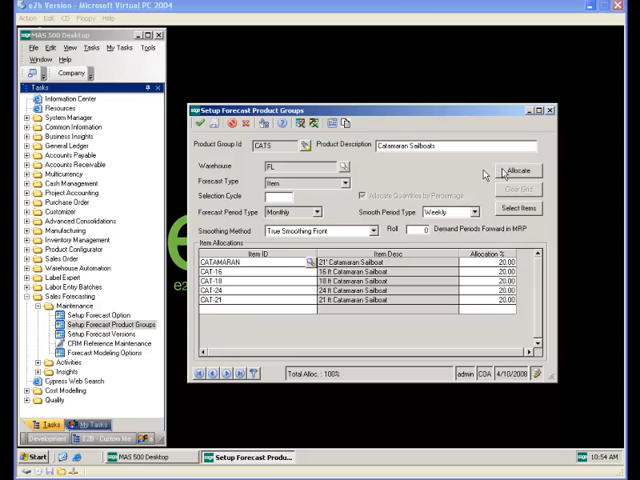 e2b Version - Microsoft Virtual PC 2004
Action Edit CD Floppy Help
MAS 500 Desktop
File Edit View Tasks My Tasks Tools
Window Help
Company
Tasks
Information Center
Resources
System Manager
Common Information
Business Insights
General Ledger
Accounts Payable
Accounts Receivable
Multicurrency
Cash Management
Project Accounting
Purchase Order
Customizer
Manufacturing
Inventory Management
Product Configurator
Sales Order
Warehouse Automation
Label Expert
Labor Entry Batches
Sales Forecasting
Maintenance
Setup Forecast Option
Setup Forecast Product Groups
Setup Forecast Versions
CRM Reference Maintenance
Forecast Modeling Options
Activities
Insights
Cypress Web Search
Cost Modeling
Quality
Tasks My Tasks
Development E2B - Custom Me
sage Setup Forecast Product Groups
Product Group Id CATS Product Description Catamaran Sailboats
Warehouse FL Allocate
Forecast Type Item Clear Grid
Selection Cycle Allocate Quantities by Percentage
Forecast Period Type Monthly Smooth Period Type Weekly Select Items
Smoothing Method True Smoothing Front Roll 0 Demand Periods Forward in MRP
Item Allocations
Item ID Item Desc Allocation %
CATAMARAN 21' Catamaran Sailboat 20.00
CAT-16 16 ft Catamaran Sailboat 20.00
CAT-18 18 ft Catamaran Sailboat 20.00
CAT-24 24 ft Catamaran Sailboat 20.00
CAT-21 21 ft Catamaran Sailboat 20.00
Total Alloc.: 100% admin COA 4/10/2008
Start MAS 500 Desktop Setup Forecast Produ... 10:54 AM